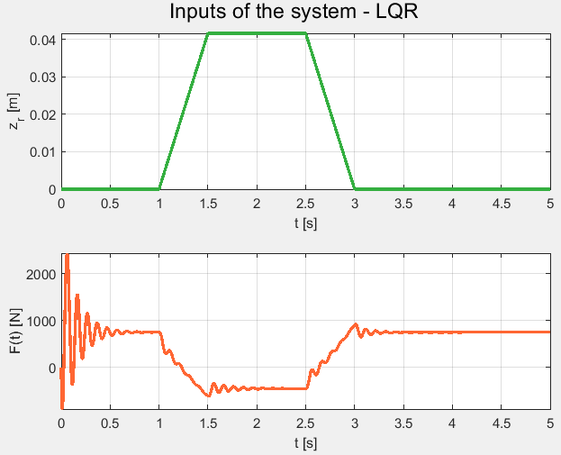 Inputs of the system - LQR
0.04
0.03
0.02
0.01
0
z_r [m]
0 0.5 1 1.5 2 2.5 3 3.5 4 4.5 5
t [s]
2000
1000
0
F(t) [N]
0 0.5 1 1.5 2 2.5 3 3.5 4 4.5 5
t [s]